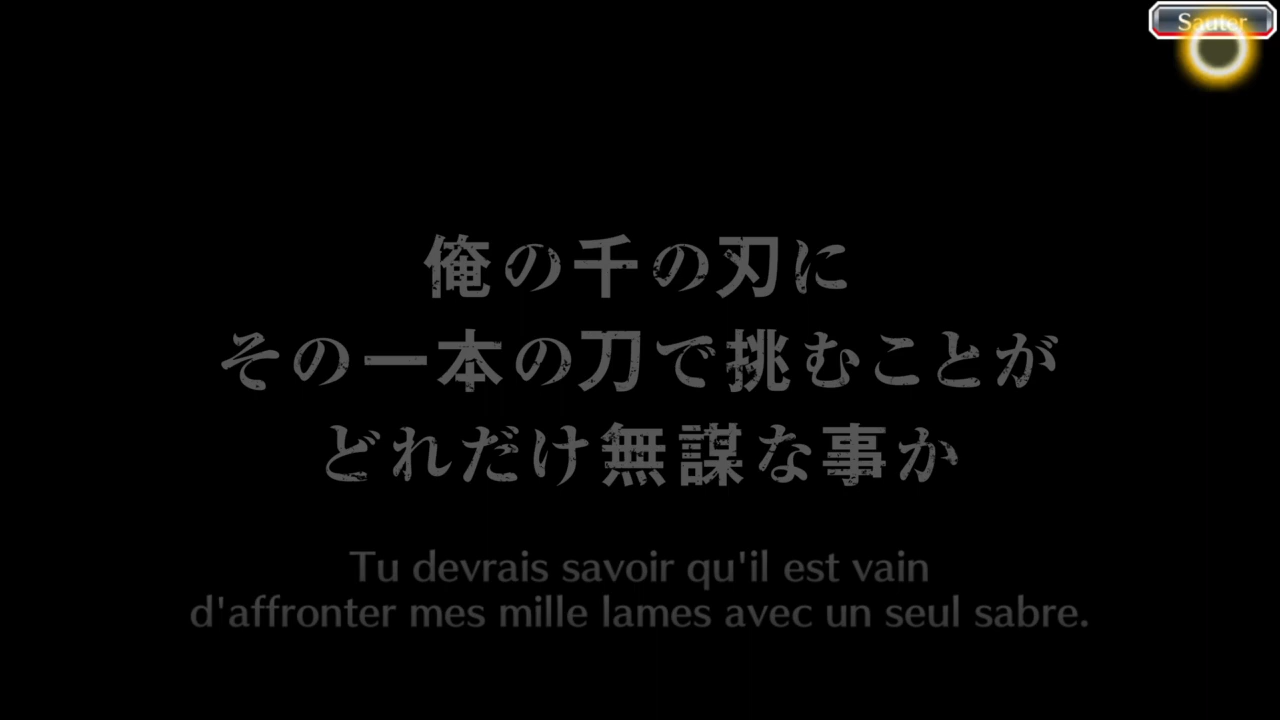 Sauter
俺の千の刃に
その一本の刀で挑むことが
どれだけ無謀な事か
Tu devrais savoir qu'il est vain
d'affronter mes mille lames avec un seul sabre.